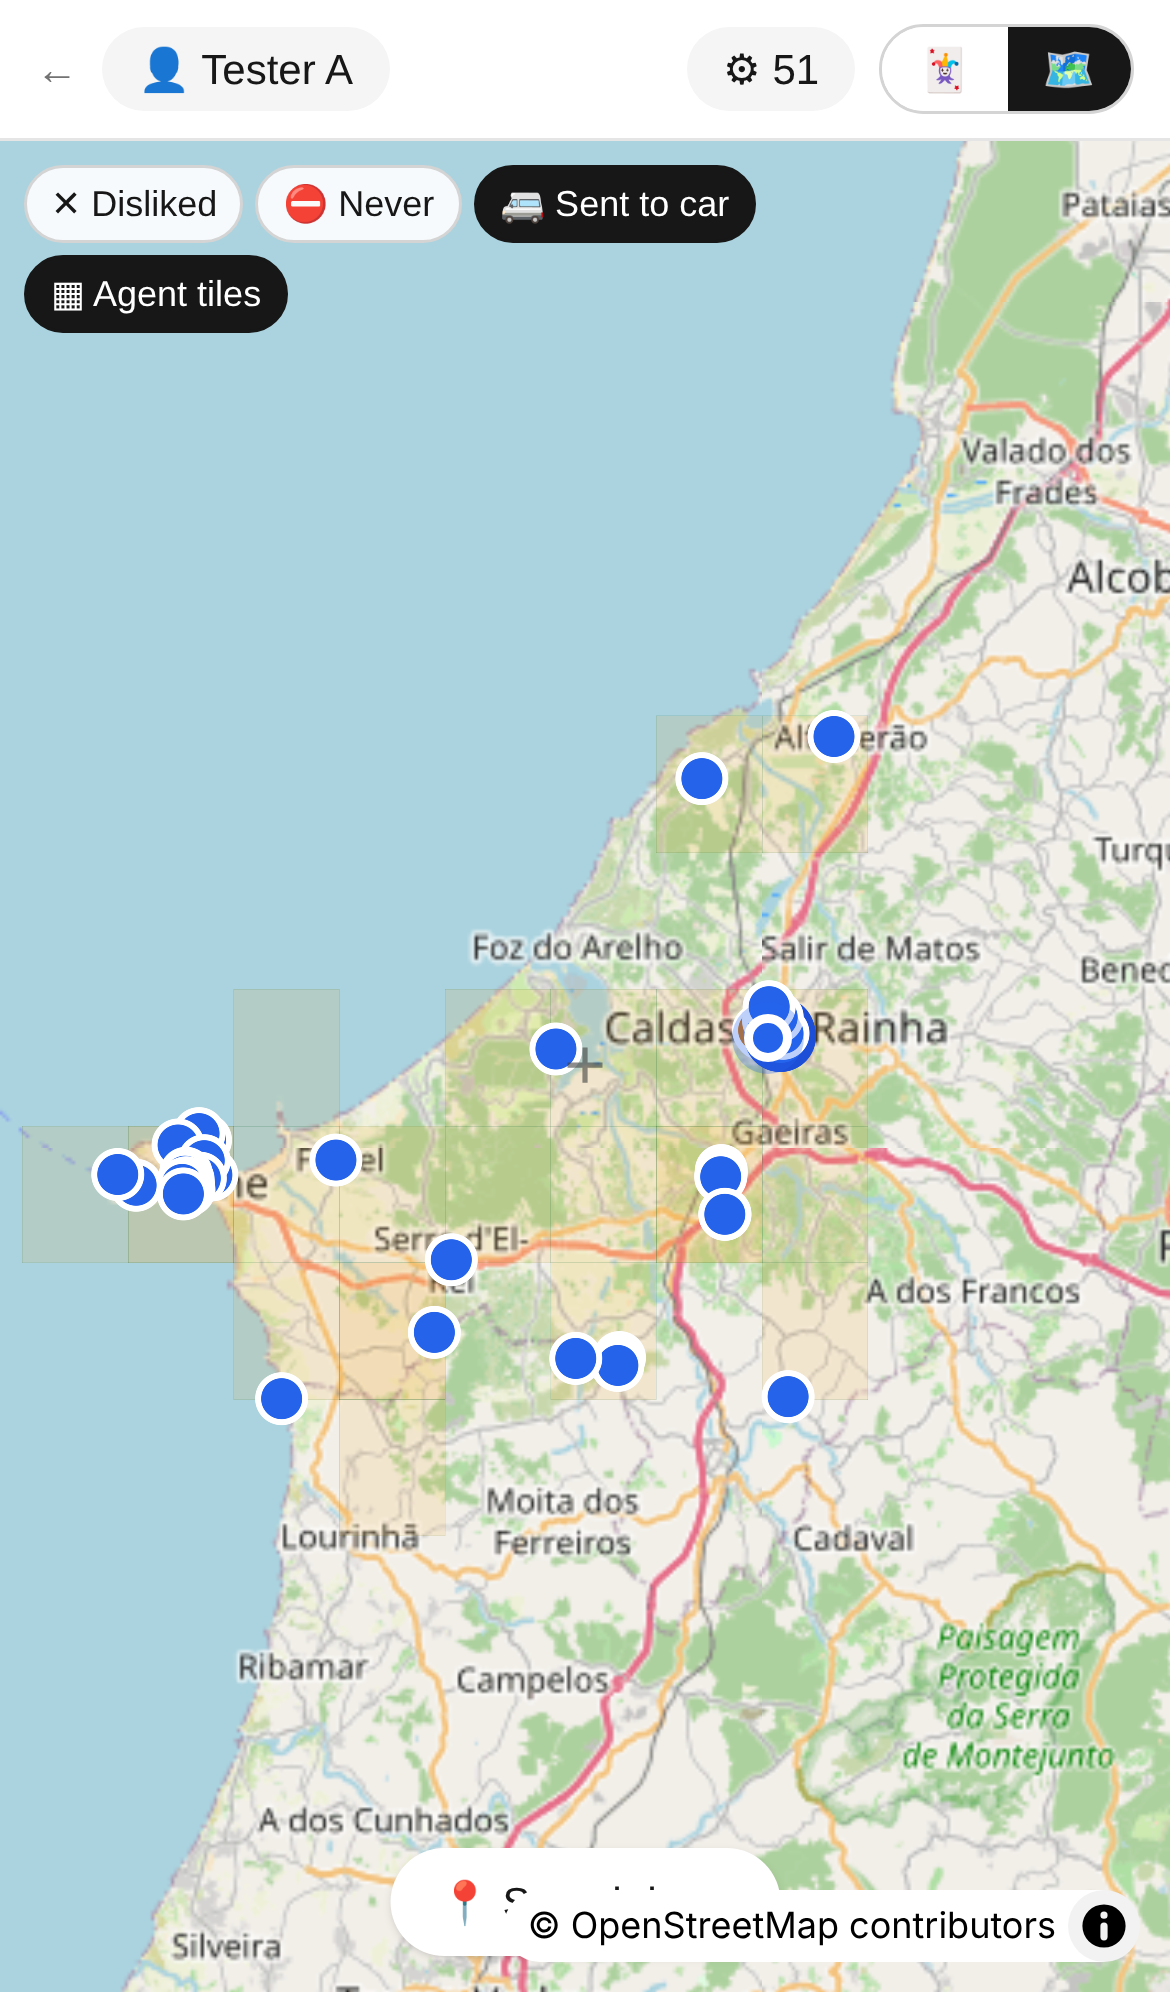 ← 👤 Tester A ⚙ 51
✕ Disliked ⛔ Never 🚐 Sent to car
▦ Agent tiles
Pataias
Valado dos
Frades
Foz do Arelho
Salir de Matos
Caldas
Rainha
Gaeiras
A dos Francos
Moita dos
Ferreiros
Lourinhã
Cadaval
Paisagem
Protegida
da Serra
de Montejunto
Ribamar
Campelos
A dos Cunhados
© OpenStreetMap contributors
Silveira